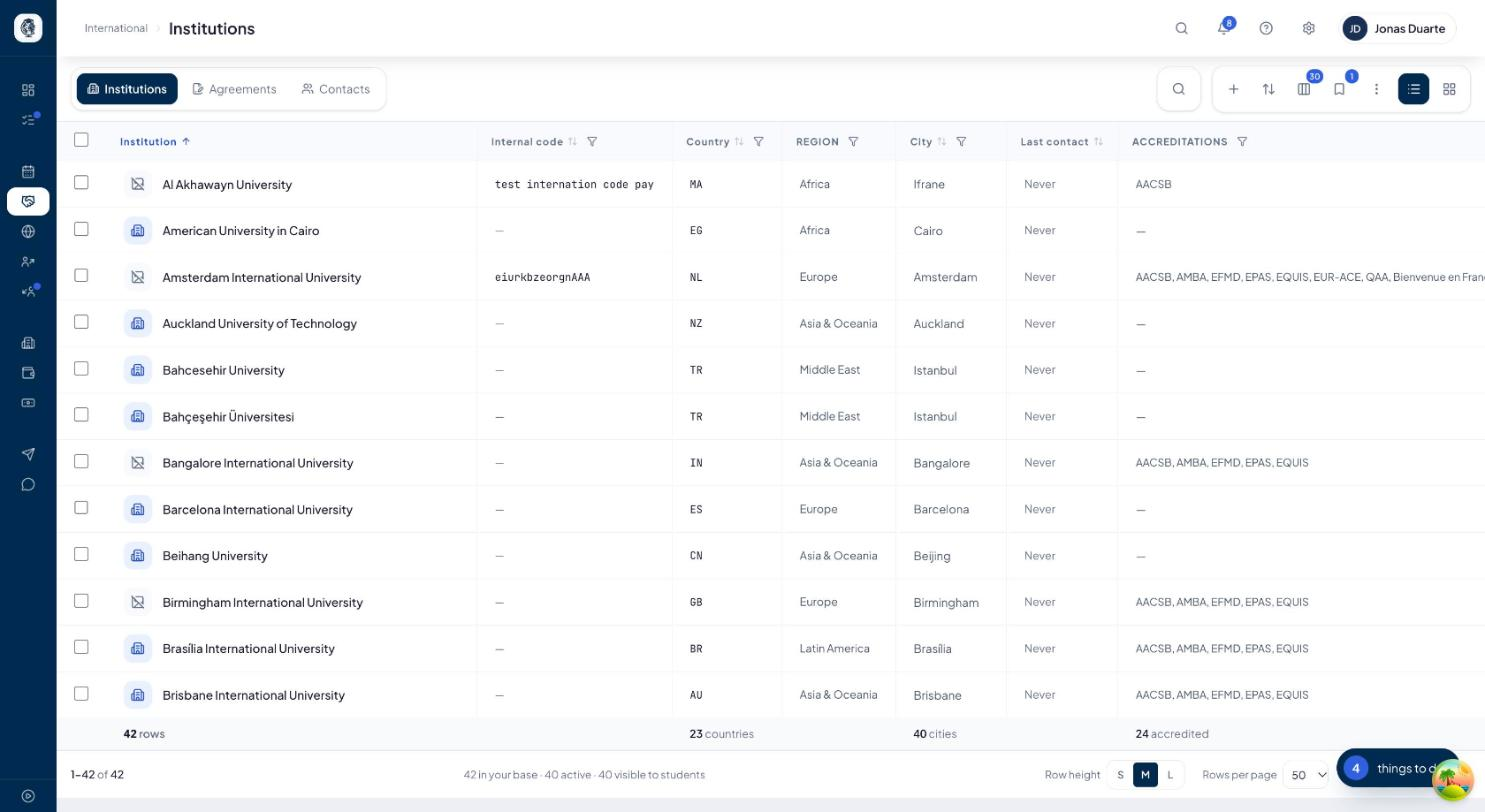 International Institutions
8
JD Jonas Duarte
Institutions Agreements Contacts
30 1
Institution Internal code Country REGION City Last contact ACCREDITATIONS
Al Akhawayn University test internation code pay MA Africa Ifrane Never AACSB
American University in Cairo — EG Africa Cairo Never —
Amsterdam International University eiurkbzeorgnAAA NL Europe Amsterdam Never AACSB, AMBA, EFMD, EPAS, EQUIS, EUR-ACE, QAA, Bienvenue en Fran
Auckland University of Technology — NZ Asia & Oceania Auckland Never —
Bahcesehir University — TR Middle East Istanbul Never —
Bahçeşehir Üniversitesi — TR Middle East Istanbul Never —
Bangalore International University — IN Asia & Oceania Bangalore Never AACSB, AMBA, EFMD, EPAS, EQUIS
Barcelona International University — ES Europe Barcelona Never —
Beihang University — CN Asia & Oceania Beijing Never —
Birmingham International University — GB Europe Birmingham Never AACSB, AMBA, EFMD, EPAS, EQUIS
Brasília International University — BR Latin America Brasília Never AACSB, AMBA, EFMD, EPAS, EQUIS
Brisbane International University — AU Asia & Oceania Brisbane Never AACSB, AMBA, EFMD, EPAS, EQUIS
42 rows 23 countries 40 cities 24 accredited
1–42 of 42 42 in your base · 40 active · 40 visible to students Row height S M L Rows per page 50 4 things to